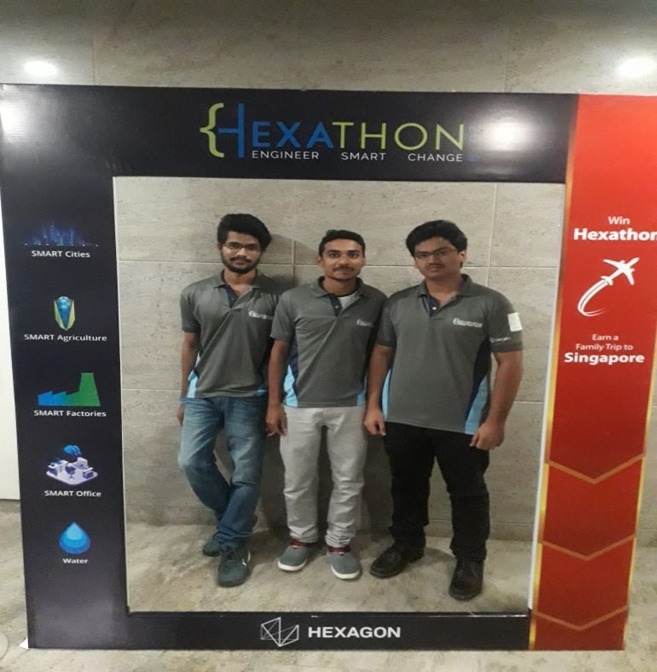 {HEXATHON
ENGINEER SMART CHANGE
SMART Cities
SMART Agriculture
SMART Factories
SMART Office
Water
Win
Hexathon
Earn a
Family Trip to
Singapore
HEXAGON